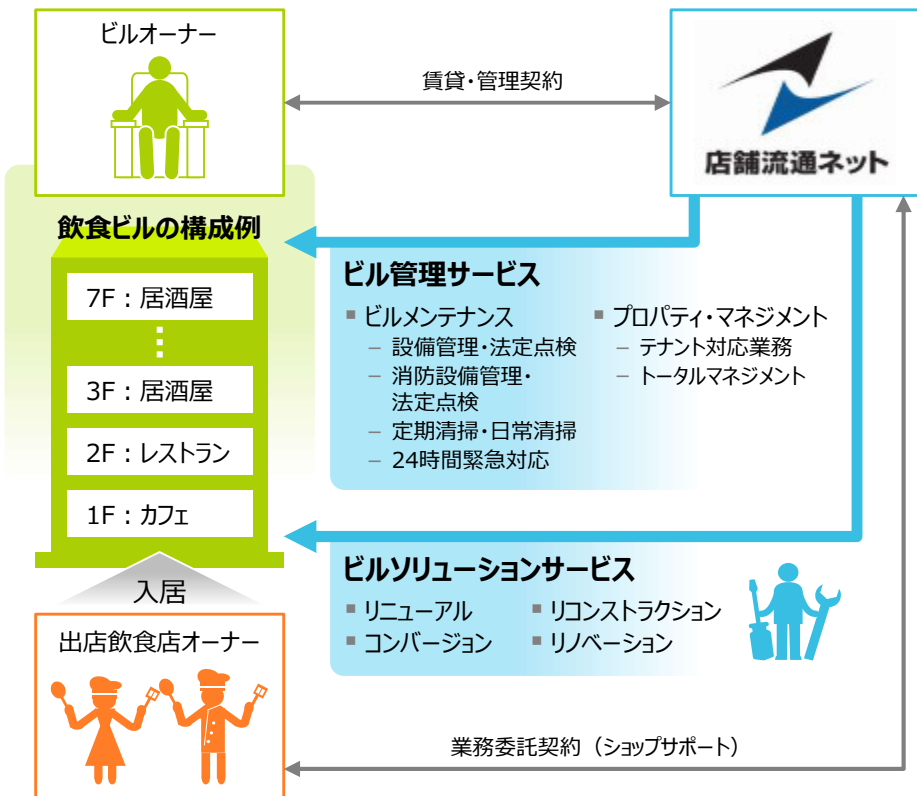 ビルオーナー
賃貸・管理契約
店舗流通ネット
飲食ビルの構成例
7F：居酒屋
3F：居酒屋
2F：レストラン
1F：カフェ
ビル管理サービス
■ ビルメンテナンス
– 設備管理・法定点検
– 消防設備管理・
法定点検
– 定期清掃・日常清掃
– 24時間緊急対応
■ プロパティ・マネジメント
– テナント対応業務
– トータルマネジメント
ビルソリューションサービス
■ リニューアル
■ コンバージョン
■ リコンストラクション
■ リノベーション
入居
出店飲食店オーナー
業務委託契約（ショップサポート）